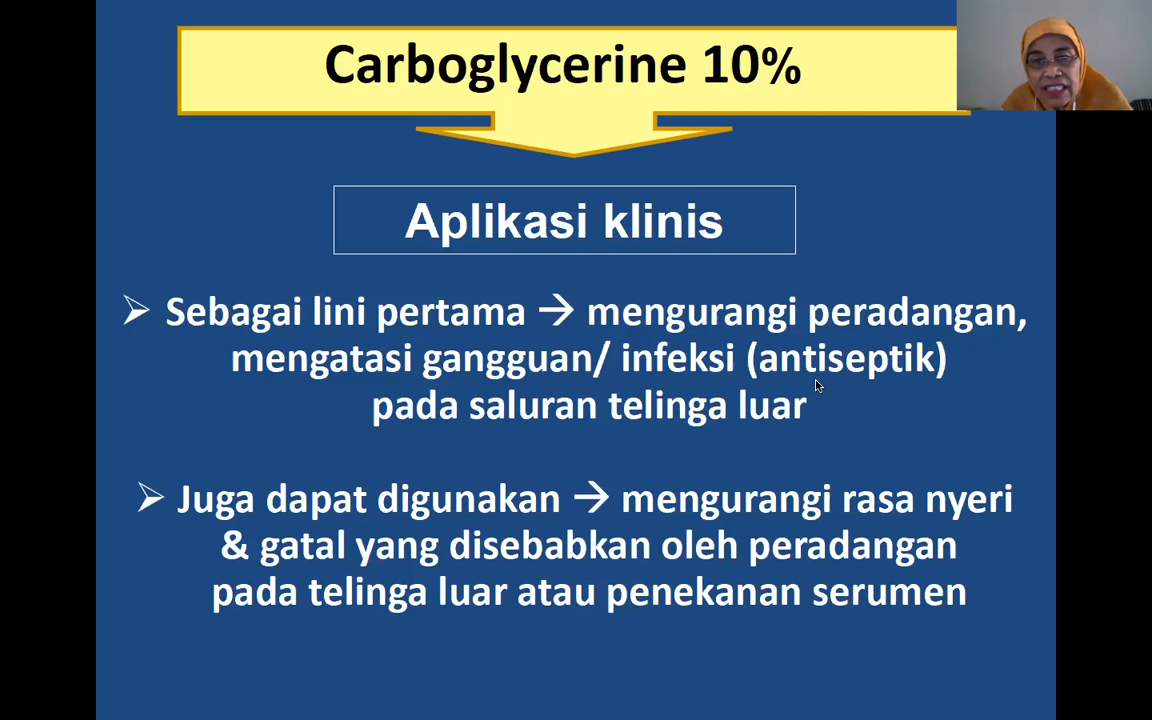 Carboglycerine 10%
Aplikasi klinis
➢ Sebagai lini pertama → mengurangi peradangan,
mengatasi gangguan/ infeksi (antiseptik)
pada saluran telinga luar
➢ Juga dapat digunakan → mengurangi rasa nyeri
& gatal yang disebabkan oleh peradangan
pada telinga luar atau penekanan serumen